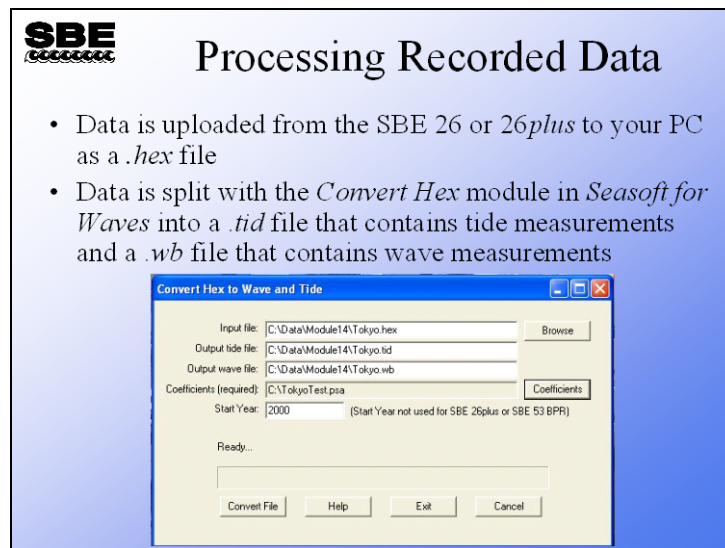 SBE
Processing Recorded Data
• Data is uploaded from the SBE 26 or 26plus to your PC
as a .hex file
• Data is split with the Convert Hex module in Seasoft for
Waves into a .tid file that contains tide measurements
and a .wb file that contains wave measurements
Convert Hex to Wave and Tide
Input file: C:\Data\Module14\Tokyo.hex Browse
Output tide file: C:\Data\Module14\Tokyo.tid
Output wave file: C:\Data\Module14\Tokyo.wb
Coefficients (required): C:\TokyoTest.psa Coefficients
Start Year: 2000 (Start Year not used for SBE 26plus or SBE 53 BPR)
Ready...
Convert File Help Exit Cancel